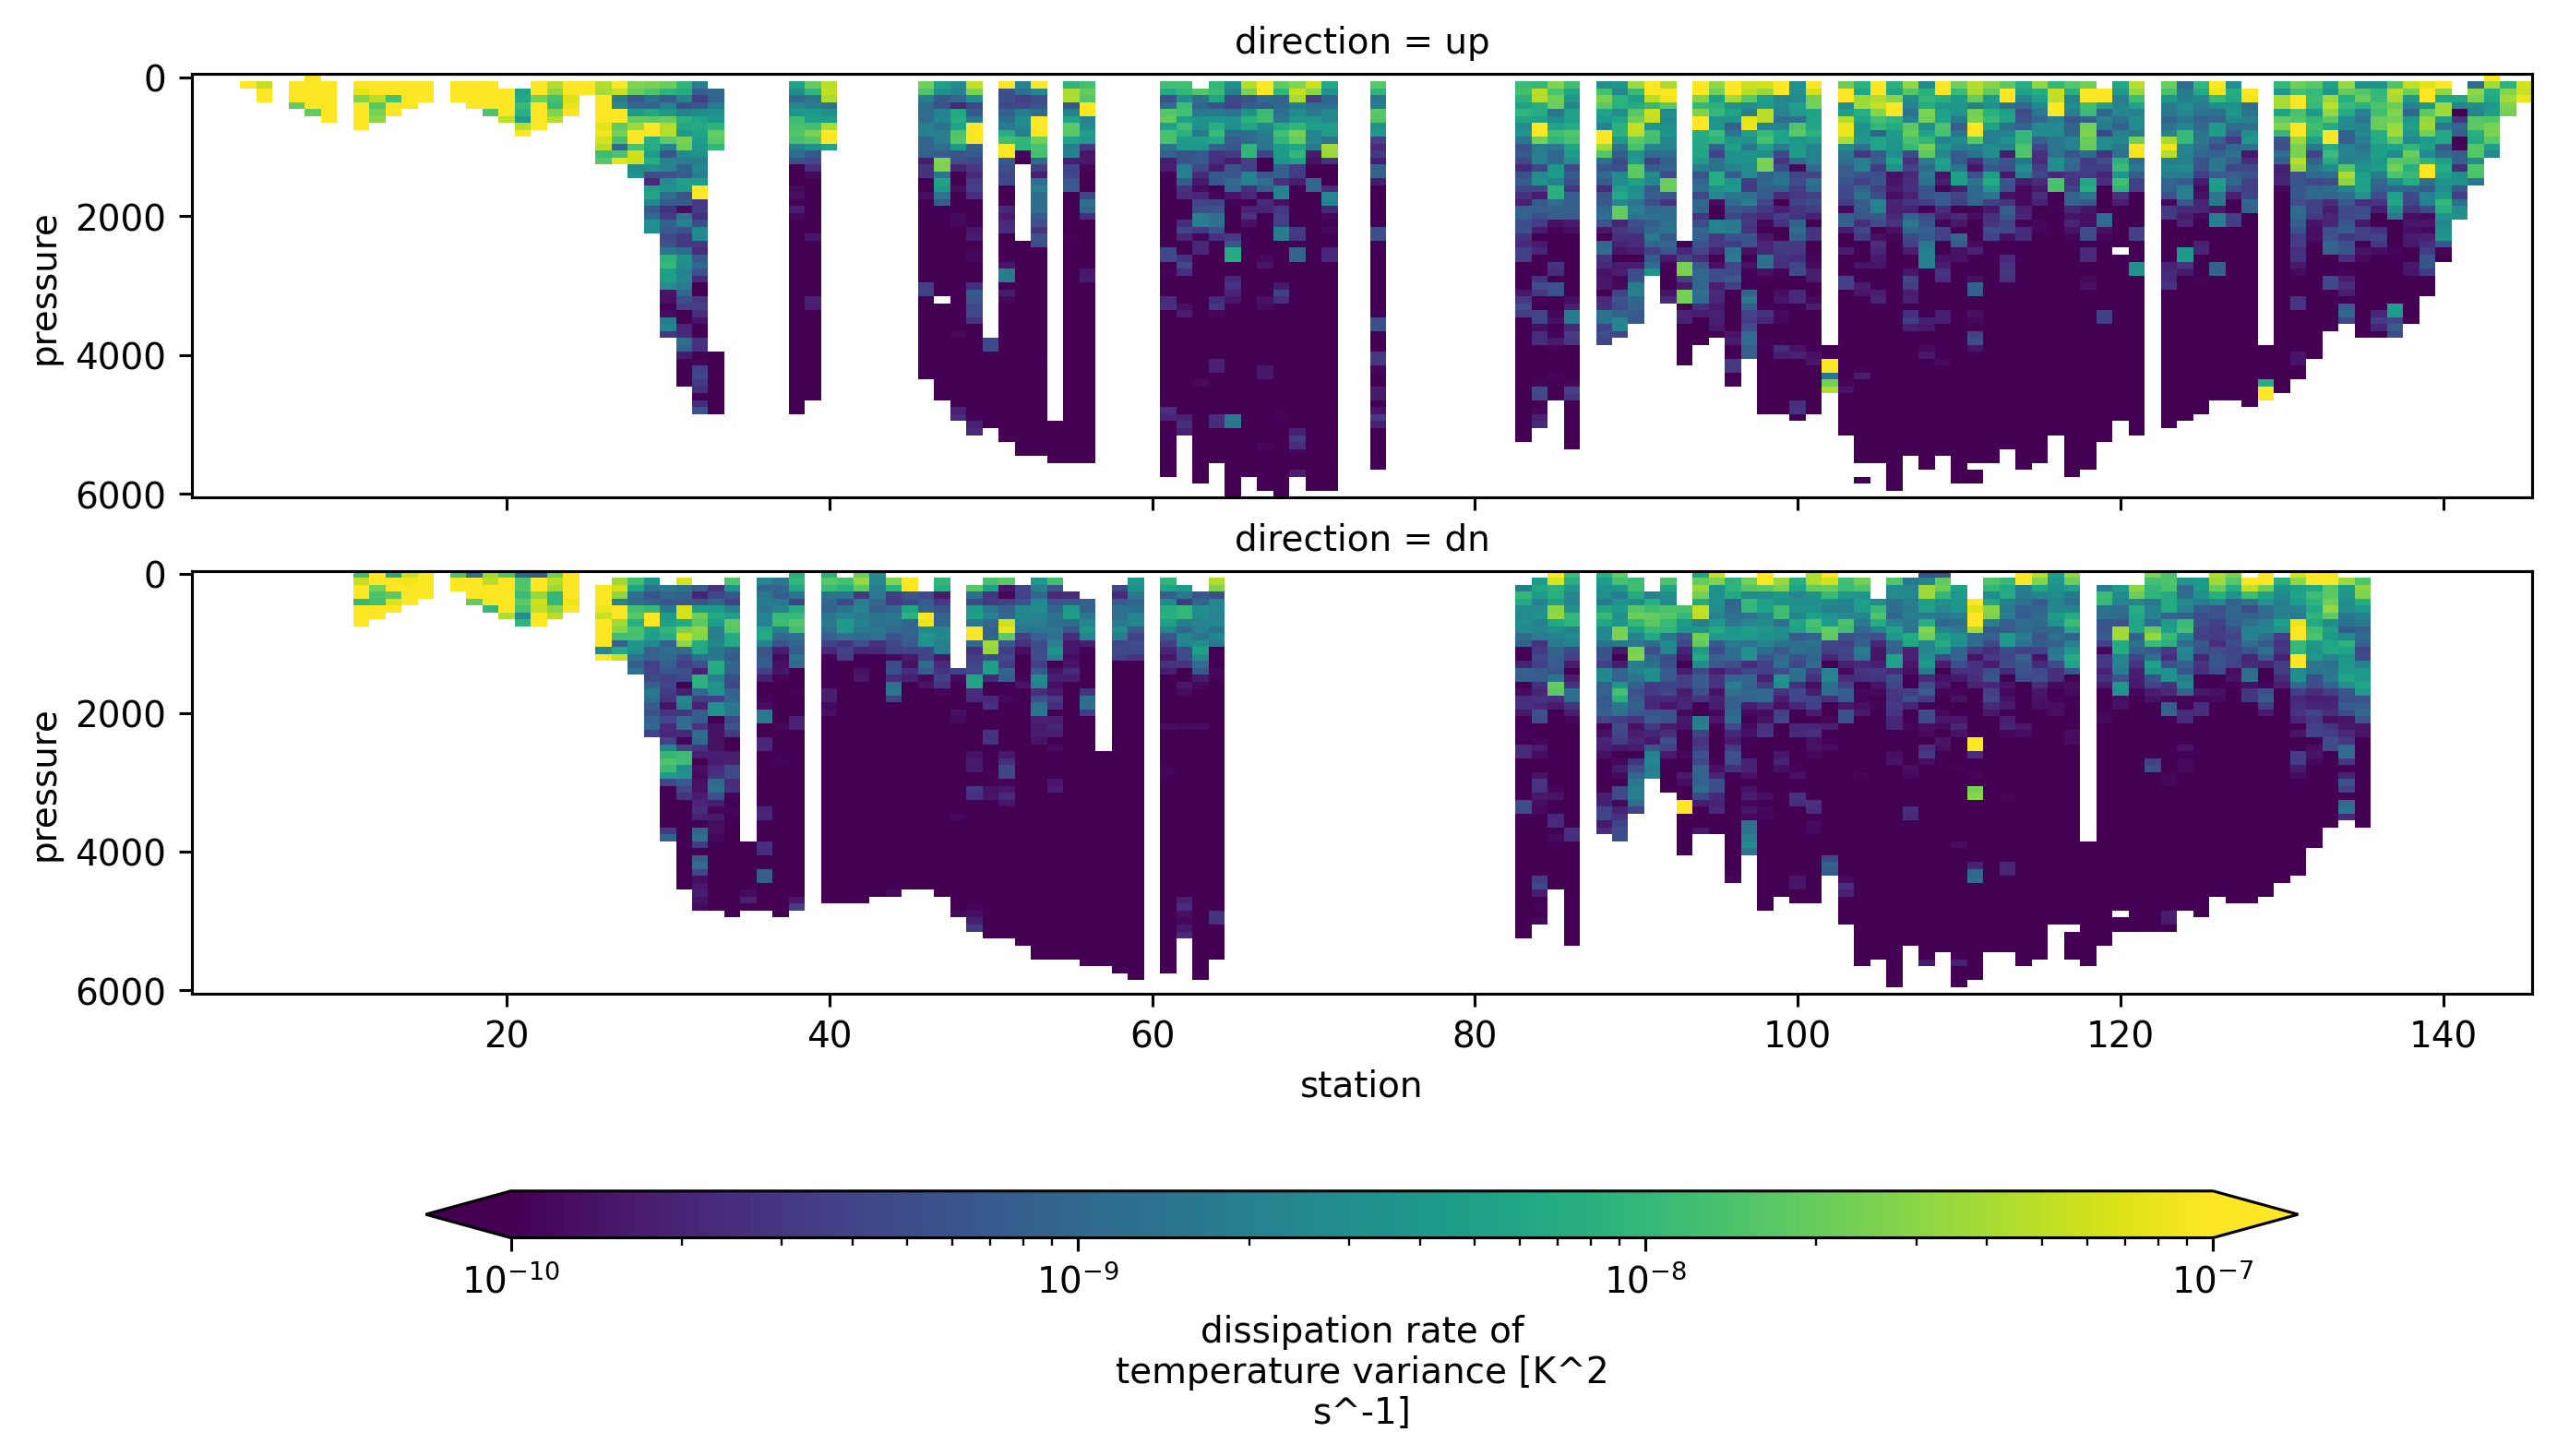 direction = up
0
2000
4000
6000
pressure
direction = dn
0
2000
4000
6000
pressure
20 40 60 80 100 120 140
station
10⁻¹⁰ 10⁻⁹ 10⁻⁸ 10⁻⁷
dissipation rate of
temperature variance [K^2
s^-1]